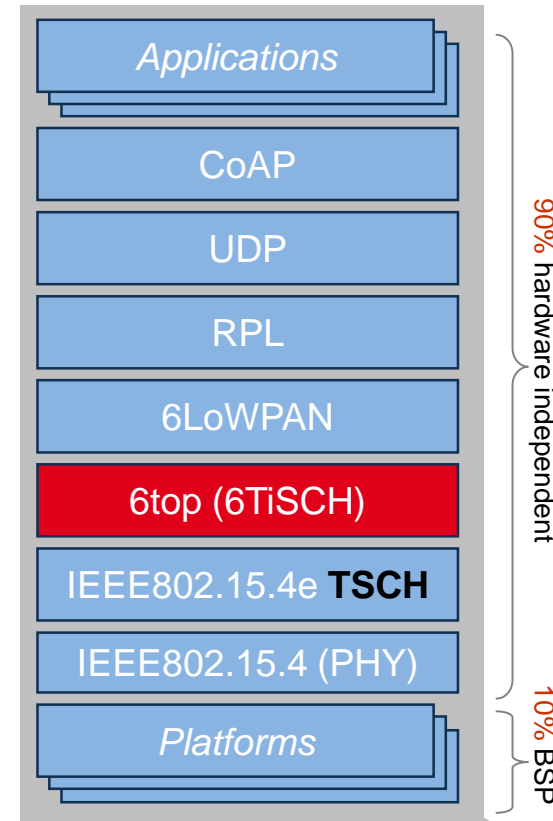 Applications
CoAP
UDP
RPL
6LoWPAN
6top (6TiSCH)
IEEE802.15.4e TSCH
IEEE802.15.4 (PHY)
Platforms
90% hardware independent
10% BSP